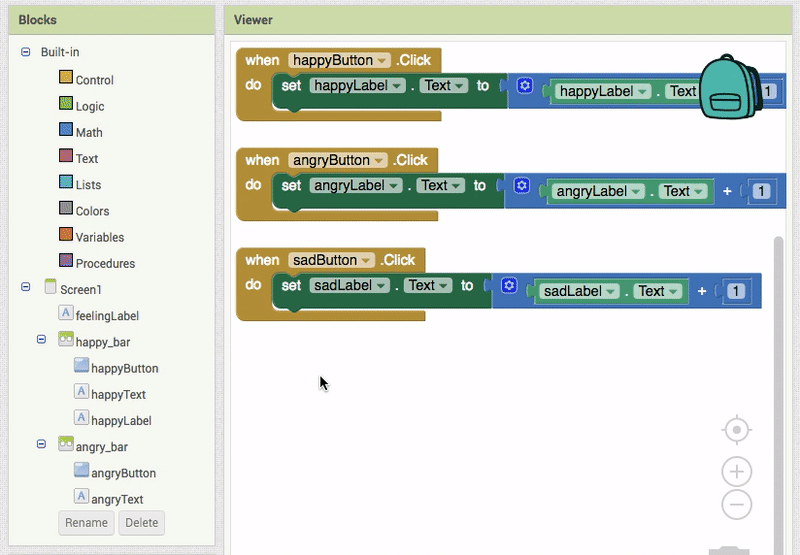 Blocks
Built-in
Control
Logic
Math
Text
Lists
Colors
Variables
Procedures
Screen1
feelingLabel
happy_bar
happyButton
happyText
happyLabel
angry_bar
angryButton
angryText
Rename Delete
Viewer
when happyButton .Click
do set happyLabel . Text to happyLabel . Text 1
when angryButton .Click
do set angryLabel . Text to angryLabel . Text + 1
when sadButton .Click
do set sadLabel . Text to sadLabel . Text + 1